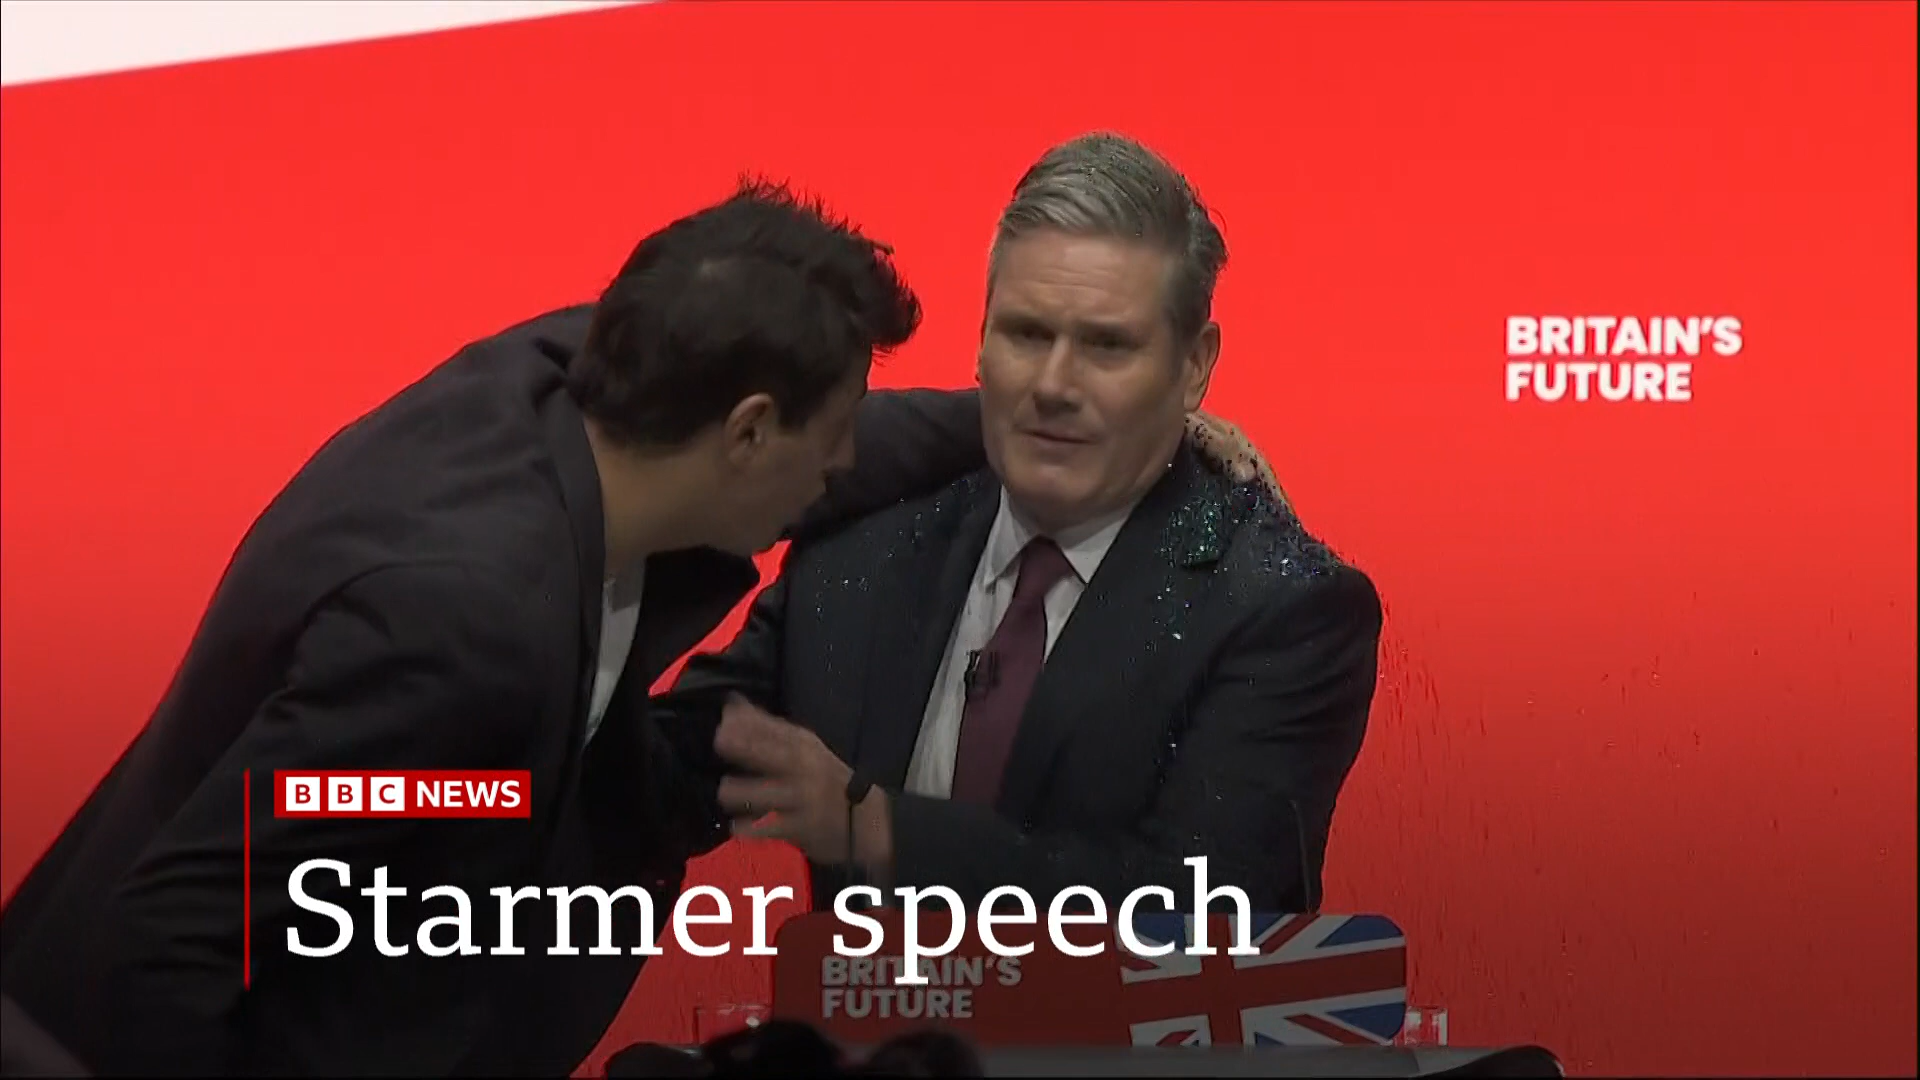 BRITAIN'S
FUTURE
BBC NEWS
Starmer speech
BRITAIN'S
FUTURE